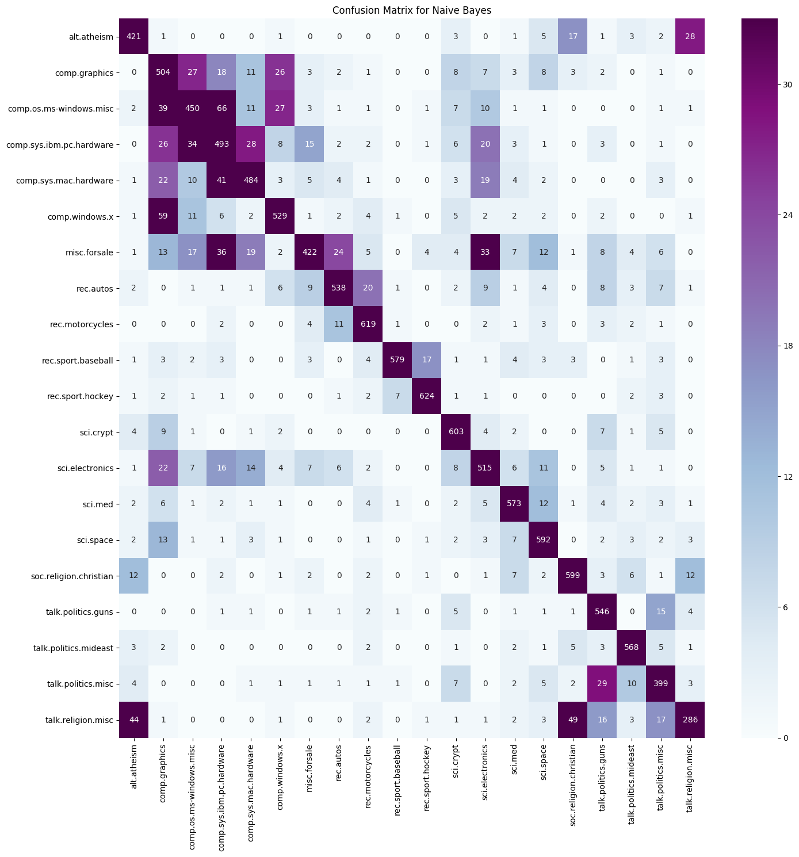 Confusion Matrix for Naive Bayes
alt.atheism 421 1 0 0 0 1 0 0 0 0 0 3 0 1 5 17 1 3 2 28
comp.graphics 0 504 27 18 11 26 3 2 1 0 0 8 7 3 8 3 2 0 1 0
comp.os.ms-windows.misc 2 39 450 66 11 27 3 1 1 0 1 7 10 1 1 0 0 0 1 1
comp.sys.ibm.pc.hardware 0 26 34 493 28 8 15 2 2 0 1 6 20 3 1 0 3 0 1 0
comp.sys.mac.hardware 1 22 10 41 484 3 5 4 1 0 0 3 19 4 2 0 0 0 3 0
comp.windows.x 1 59 11 6 2 529 1 2 4 1 0 5 2 2 2 0 2 0 0 1
misc.forsale 1 13 17 36 19 2 422 24 5 0 4 4 33 7 12 1 8 4 6 0
rec.autos 2 0 1 1 1 6 9 538 20 1 0 2 9 1 4 0 8 3 7 1
rec.motorcycles 0 0 0 2 0 0 4 11 619 1 0 0 2 1 3 0 3 2 1 0
rec.sport.baseball 1 3 2 3 0 0 3 0 4 579 17 1 1 4 3 3 0 1 3 0
rec.sport.hockey 1 2 1 1 0 0 0 1 2 7 624 1 1 0 0 0 0 2 3 0
sci.crypt 4 9 1 0 1 2 0 0 0 0 0 603 4 2 0 0 7 1 5 0
sci.electronics 1 22 7 16 14 4 7 6 2 0 0 8 515 6 11 0 5 1 1 0
sci.med 2 6 1 2 1 1 0 0 4 1 0 2 5 573 12 1 4 2 3 1
sci.space 2 13 1 1 3 1 0 0 1 0 1 2 3 7 592 0 2 3 2 3
soc.religion.christian 12 0 0 2 0 1 2 0 2 0 1 0 1 7 2 599 3 6 1 12
talk.politics.guns 0 0 0 1 1 0 1 1 2 1 0 5 0 1 1 1 546 0 15 4
talk.politics.mideast 3 2 0 0 0 0 0 0 2 0 0 1 0 2 1 5 3 568 5 1
talk.politics.misc 4 0 0 0 1 1 1 1 1 0 0 7 0 2 5 2 29 10 399 3
talk.religion.misc 44 1 0 0 0 1 0 0 2 0 1 1 1 2 3 49 16 3 17 286
alt.atheism
comp.graphics
comp.os.ms-windows.misc
comp.sys.ibm.pc.hardware
comp.sys.mac.hardware
comp.windows.x
misc.forsale
rec.autos
rec.motorcycles
rec.sport.baseball
rec.sport.hockey
sci.crypt
sci.electronics
sci.med
sci.space
soc.religion.christian
talk.politics.guns
talk.politics.mideast
talk.politics.misc
talk.religion.misc
30
24
18
12
6
0